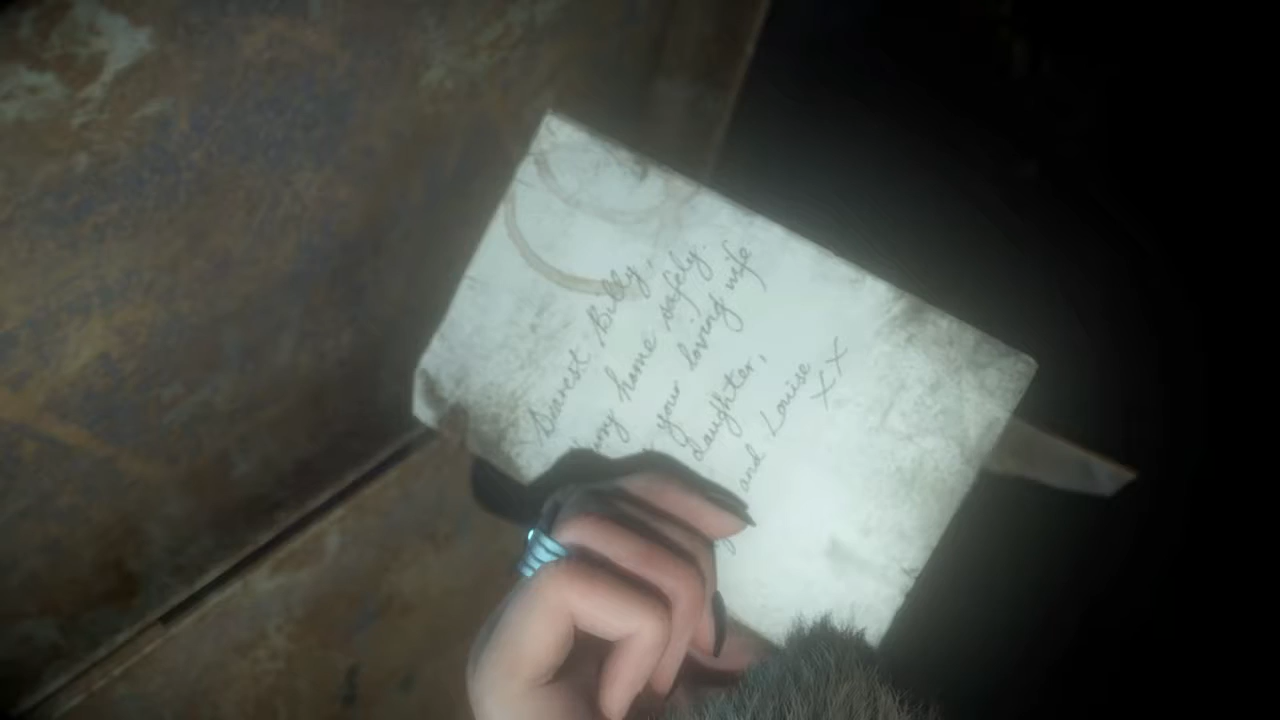 Dearest Billy,
home safely.
your loving wife
daughter,
and Louise
XX